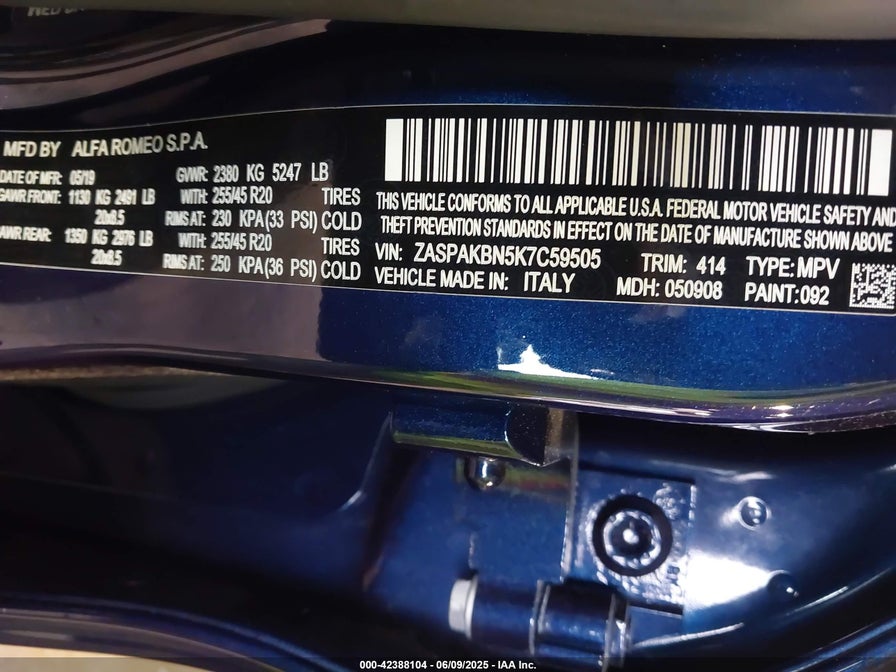 MFD BY ALFA ROMEO S.P.A.
DATE OF MFR: 05/19 GVWR: 2380 KG 5247 LB
GAWR FRONT: 1130 KG 2491 LB WITH: 255/45 R20 TIRES
20x8.5 RIMS AT: 230 KPA(33 PSI) COLD
AWR REAR: 1350 KG 2976 LB WITH: 255/45 R20 TIRES
20x8.5 RIMS AT: 250 KPA(36 PSI) COLD
THIS VEHICLE CONFORMS TO ALL APPLICABLE U.S.A. FEDERAL MOTOR VEHICLE SAFETY AND
THEFT PREVENTION STANDARDS IN EFFECT ON THE DATE OF MANUFACTURE SHOWN ABOVE
VIN: ZASPAKBN5K7C59505 TRIM: 414 TYPE: MPV
VEHICLE MADE IN: ITALY MDH: 050908 PAINT: 092
000-42388104 - 06/09/2025 - IAA Inc.